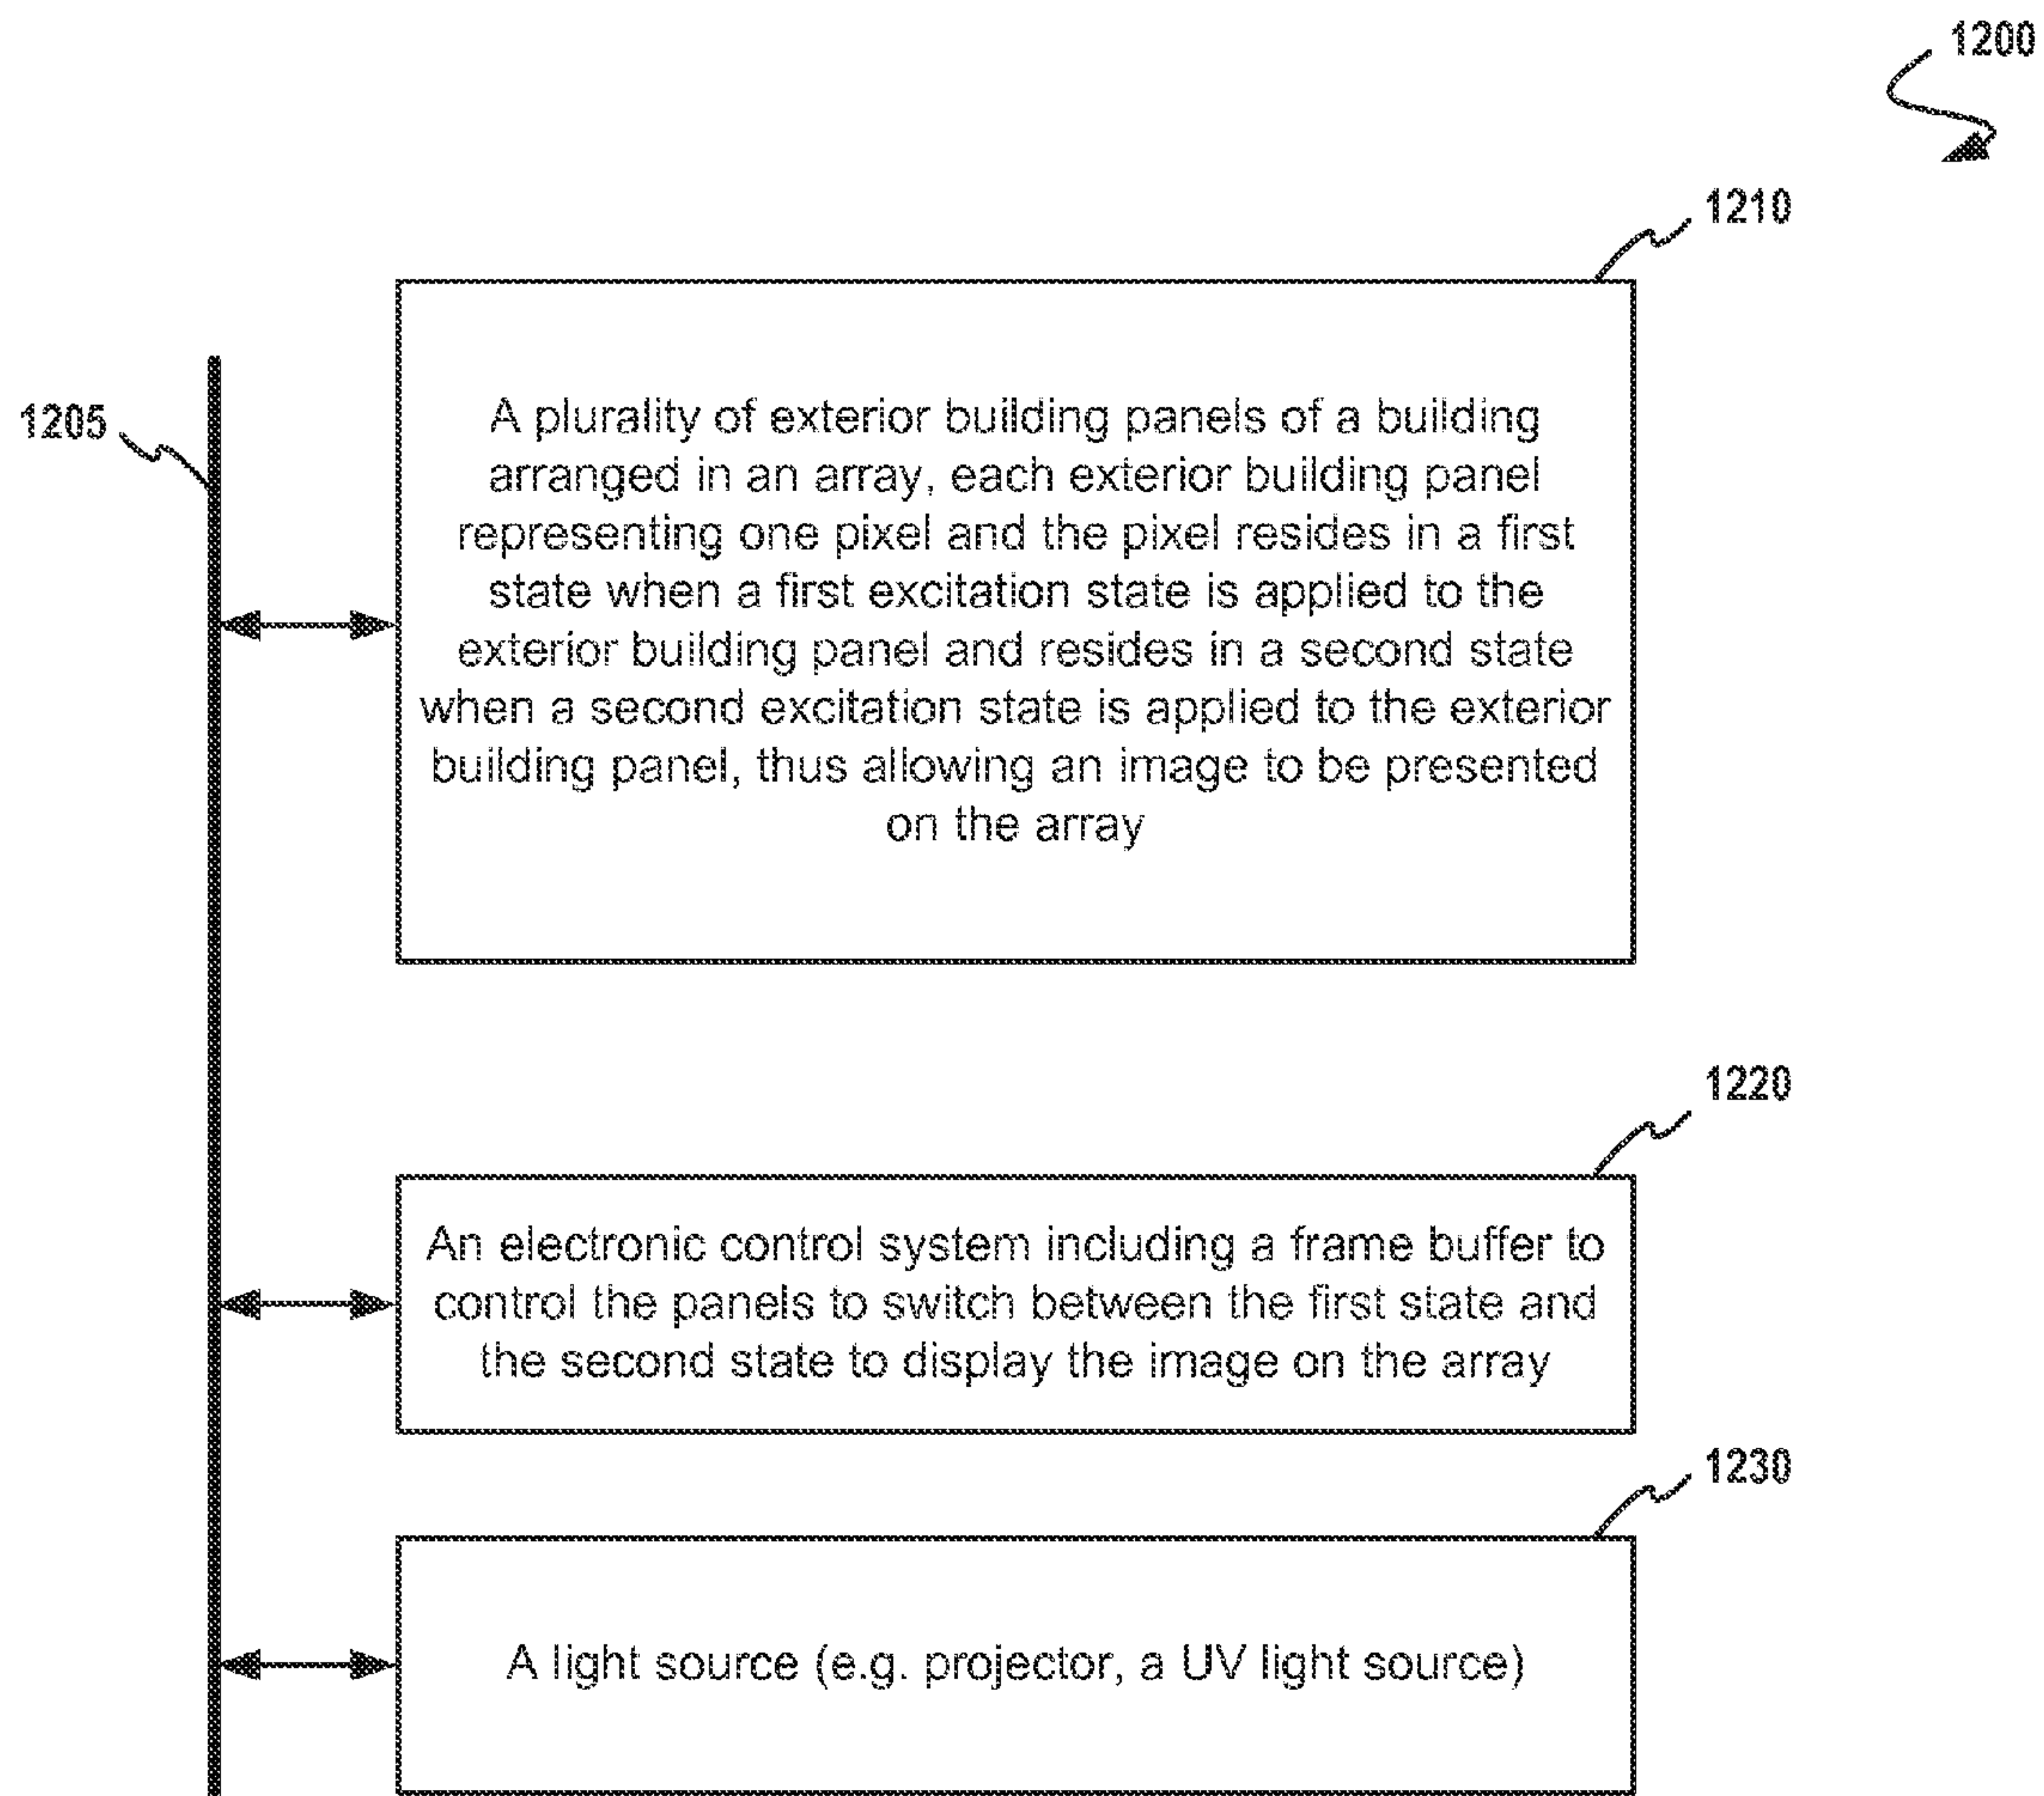 1200
1210
1205
A plurality of exterior building panels of a building
arranged in an array, each exterior building panel
representing one pixel and the pixel resides in a first
state when a first excitation state is applied to the
exterior building panel and resides in a second state
when a second excitation state is applied to the exterior
building panel, thus allowing an image to be presented
on the array
1220
An electronic control system including a frame buffer to
control the panels to switch between the first state and
the second state to display the image on the array
1230
A light source (e.g. projector, a UV light source)